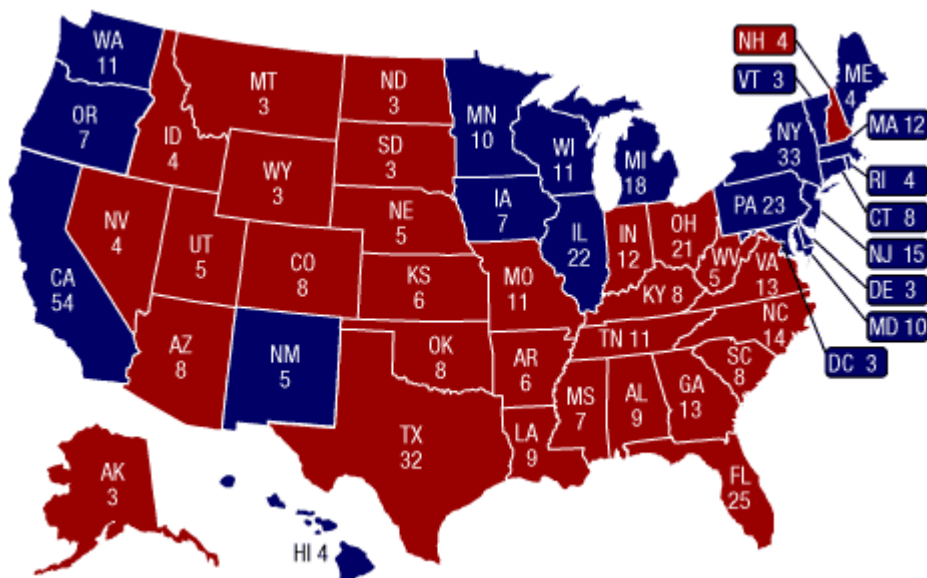 WA
11
OR
7
CA
54
NV
4
ID
4
MT
3
WY
3
UT
5
AZ
8
CO
8
NM
5
ND
3
SD
3
NE
5
KS
6
OK
8
TX
32
MN
10
IA
7
MO
11
AR
6
LA
9
WI
11
IL
22
MI
18
IN
12
OH
21
KY 8
TN 11
MS
7
AL
9
GA
13
FL
25
SC
8
NC
14
VA
13
WV
5
PA 23
NY
33
ME
4
NH 4
VT 3
MA 12
RI 4
CT 8
NJ 15
DE 3
MD 10
DC 3
AK
3
HI 4